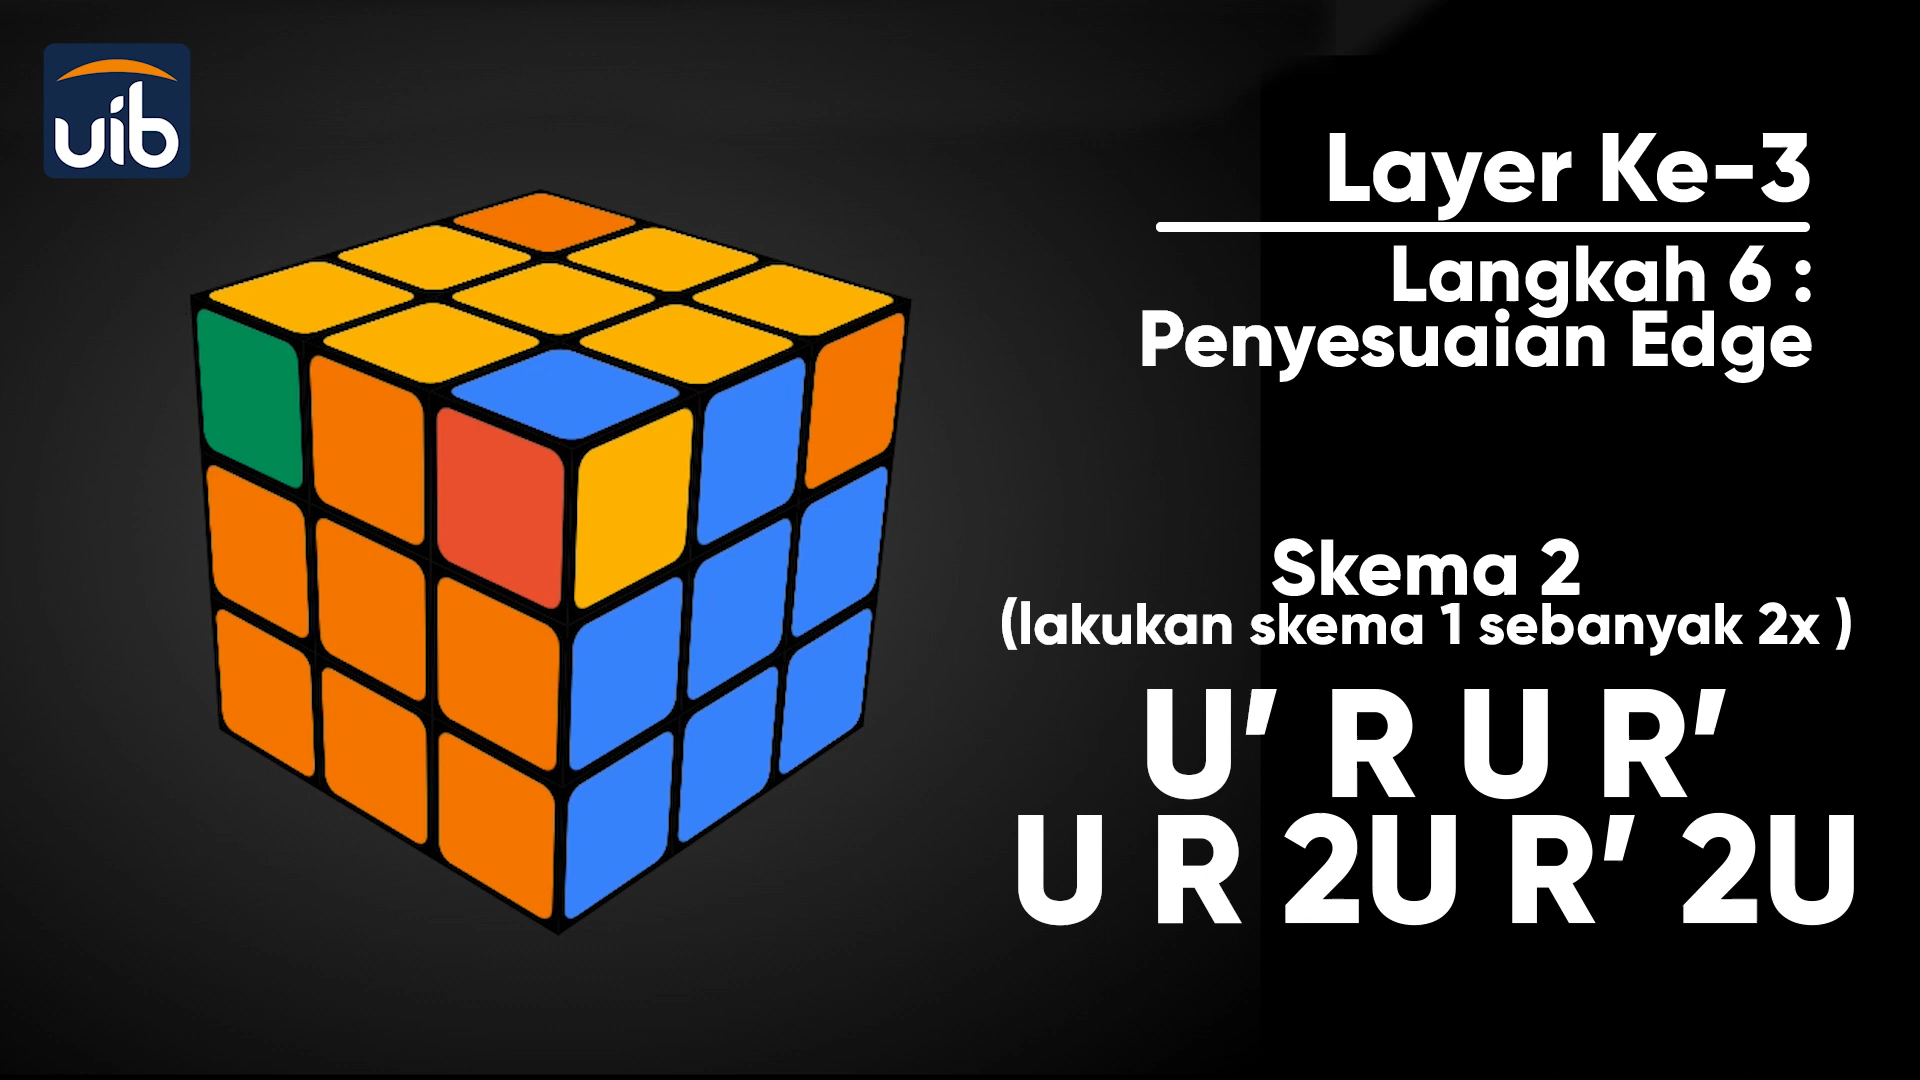 uib
Layer Ke-3
Langkah 6 :
Penyesuaian Edge
Skema 2
(lakukan skema 1 sebanyak 2x )
U' R U R'
U R 2U R' 2U